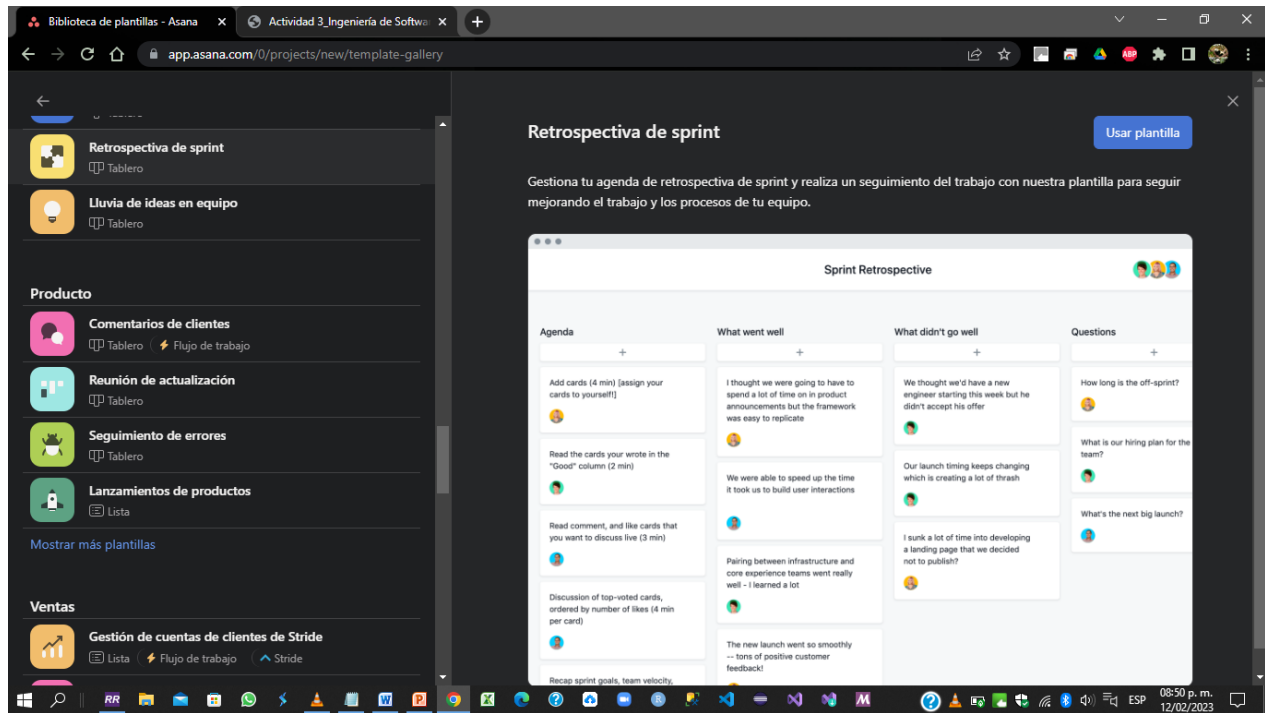 Biblioteca de plantillas - Asana
Actividad 3_Ingeniería de Softwa
app.asana.com/0/projects/new/template-gallery
ABP
Retrospectiva de sprint
Tablero
Lluvia de ideas en equipo
Tablero
Producto
Comentarios de clientes
Tablero
Flujo de trabajo
Reunión de actualización
Tablero
Seguimiento de errores
Tablero
Lanzamientos de productos
Lista
Mostrar más plantillas
Ventas
Gestión de cuentas de clientes de Stride
Lista
Flujo de trabajo
Stride
Retrospectiva de sprint
Usar plantilla
Gestiona tu agenda de retrospectiva de sprint y realiza un seguimiento del trabajo con nuestra plantilla para seguir
mejorando el trabajo y los procesos de tu equipo.
Sprint Retrospective
Agenda
Add cards (4 min) [assign your
cards to yourself!]
Read the cards your wrote in the
"Good" column (2 min)
Read comment, and like cards that
you want to discuss live (3 min)
Discussion of top-voted cards,
ordered by number of likes (4 min
per card)
Recap sprint goals, team velocity,
What went well
I thought we were going to have to
spend a lot of time on in product
announcements but the framework
was easy to replicate
We were able to speed up the time
it took us to build user interactions
Pairing between infrastructure and
core experience teams went really
well - I learned a lot
The new launch went so smoothly
-- tons of positive customer
feedback!
What didn't go well
We thought we'd have a new
engineer starting this week but he
didn't accept his offer
Our launch timing keeps changing
which is creating a lot of thrash
I sunk a lot of time into developing
a landing page that we decided
not to publish?
Questions
How long is the off-sprint?
What is our hiring plan for the
team?
What's the next big launch?
RR
ESP
08:50 p. m.
12/02/2023